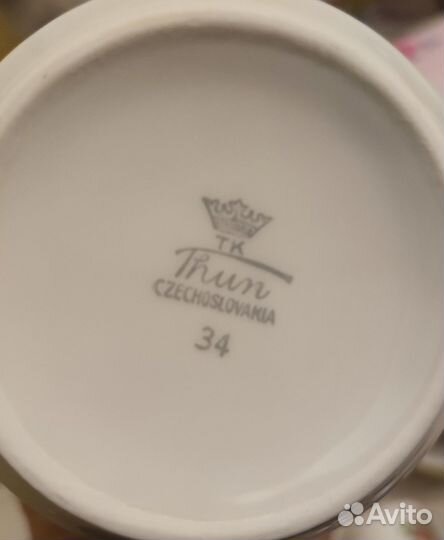 TK
Thun
CZECHOSLOVAKIA
34
Avito